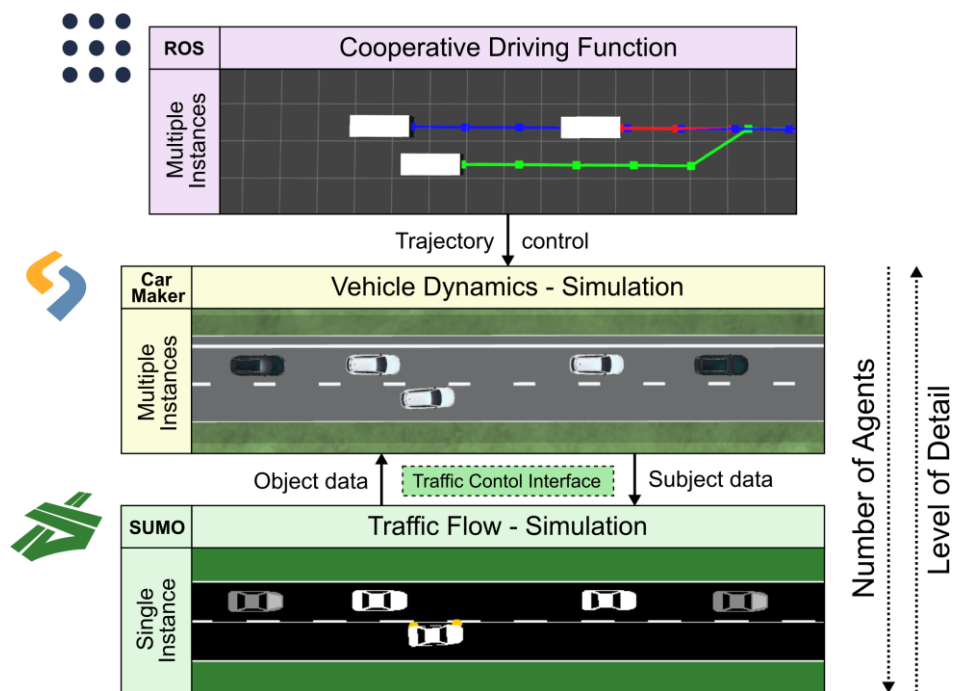 ROS
Cooperative Driving Function
Multiple
Instances
Trajectory control
Car
Maker
Vehicle Dynamics - Simulation
Multiple
Instances
Object data
Traffic Contol Interface
Subject data
SUMO
Traffic Flow - Simulation
Single
Instance
Number of Agents
Level of Detail